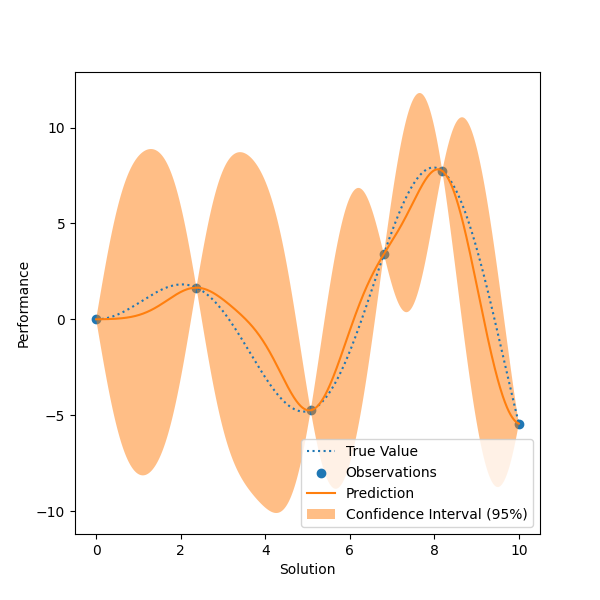 10
5
0
−5
−10
Performance
0
2
4
6
8
10
Solution
True Value
Observations
Prediction
Confidence Interval (95%)